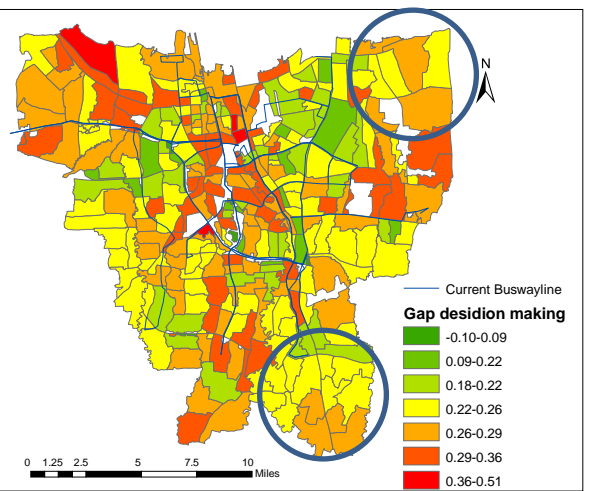 N
Current Buswayline
Gap desidion making
-0.10-0.09
0.09-0.22
0.18-0.22
0.22-0.26
0.26-0.29
0.29-0.36
0.36-0.51
0 1.25 2.5 5 7.5 10
Miles